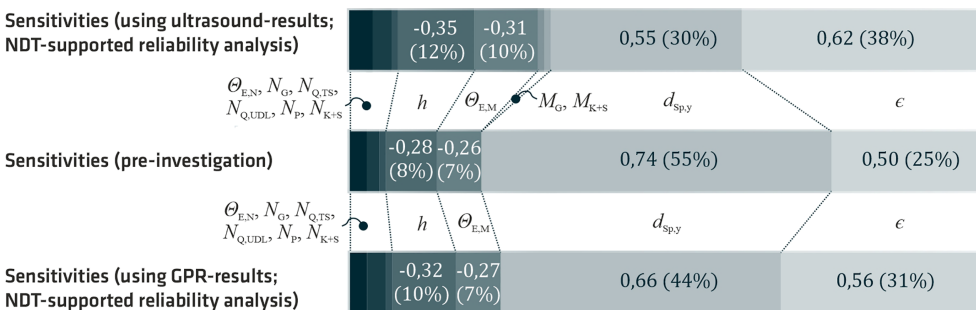 Sensitivities (using ultrasound-results;
NDT-supported reliability analysis)
-0,35
(12%)
-0,31
(10%)
0,55 (30%)
0,62 (38%)
Θ_E,N, N_G, N_Q,TS,
N_Q,UDL, N_P, N_K+S
h
Θ_E,M
M_G, M_K+S
d_Sp,y
ϵ
Sensitivities (pre-investigation)
-0,28
(8%)
-0,26
(7%)
0,74 (55%)
0,50 (25%)
Θ_E,N, N_G, N_Q,TS,
N_Q,UDL, N_P, N_K+S
h
Θ_E,M
d_Sp,y
ϵ
Sensitivities (using GPR-results;
NDT-supported reliability analysis)
-0,32
(10%)
-0,27
(7%)
0,66 (44%)
0,56 (31%)